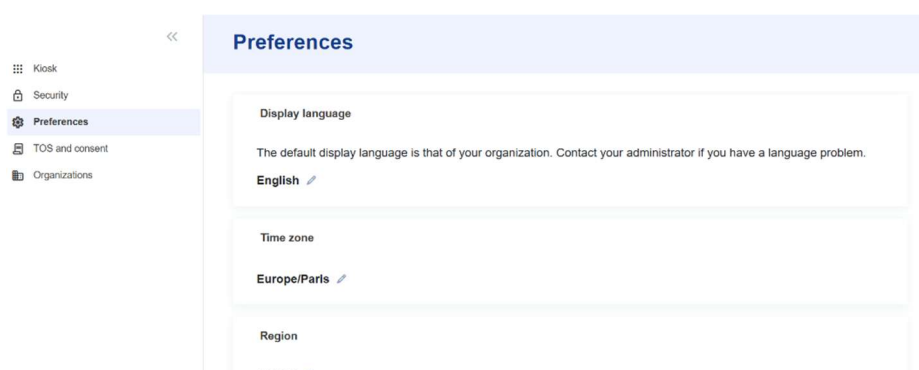 Preferences
Kiosk
Security
Preferences
TOS and consent
Organizations
Display language
The default display language is that of your organization. Contact your administrator if you have a language problem.
English
Time zone
Europe/Paris
Region